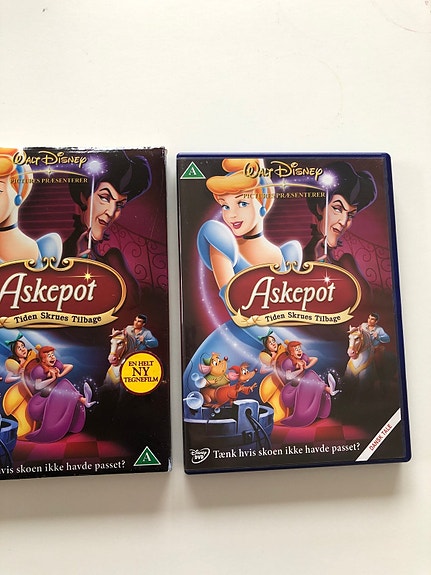 WALT DISNEY
PICTURES PRÆSENTERER
Askepot
Tiden Skrues Tilbage
EN HELT
NY
TEGNEFILM
vis skoen ikke havde passet?
A
A
WALT DISNEY
PICTURES PRÆSENTERER
Askepot
Tiden Skrues Tilbage
DANSK TALE
Disney
DVD
Tænk hvis skoen ikke havde passet?